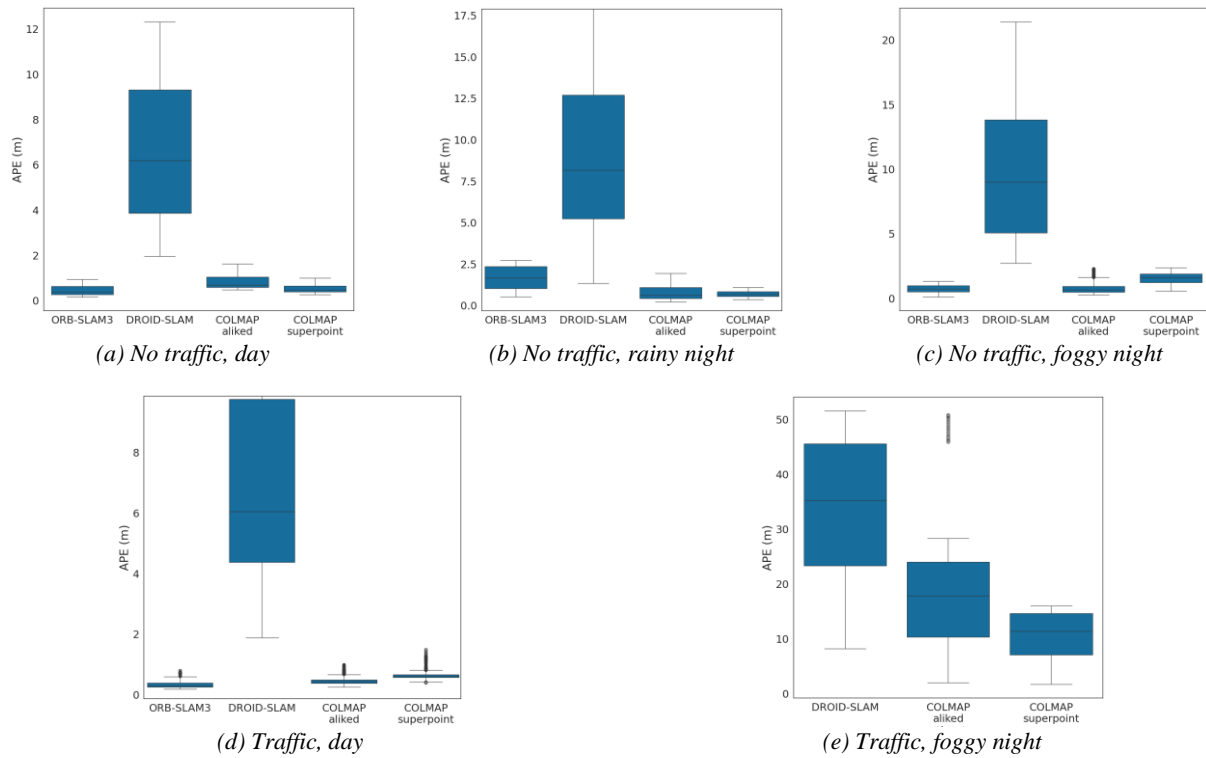 12
10
8
6
4
2
0
APE (m)
ORB-SLAM3 DROID-SLAM COLMAP COLMAP
aliked superpoint
(a) No traffic, day
17.5
15.0
12.5
10.0
7.5
5.0
2.5
0.0
APE (m)
ORB-SLAM3 DROID-SLAM COLMAP COLMAP
aliked superpoint
(b) No traffic, rainy night
20
15
10
5
0
APE (m)
ORB-SLAM3 DROID-SLAM COLMAP COLMAP
aliked superpoint
(c) No traffic, foggy night
8
6
4
2
0
APE (m)
ORB-SLAM3 DROID-SLAM COLMAP COLMAP
aliked superpoint
(d) Traffic, day
50
40
30
20
10
0
APE (m)
DROID-SLAM COLMAP COLMAP
aliked superpoint
(e) Traffic, foggy night